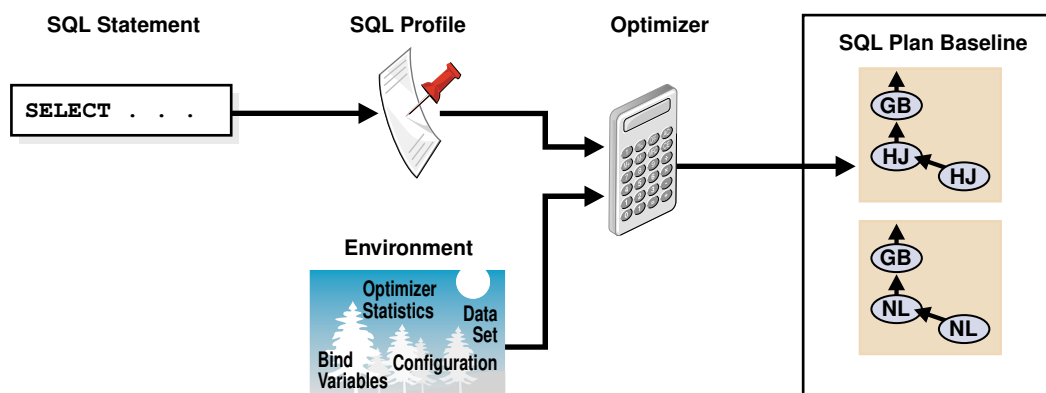 SQL Statement
SQL Profile
Optimizer
SQL Plan Baseline
SELECT . . .
GB
HJ
HJ
Environment
Optimizer
Statistics
Data
Set
Bind
Variables
Configuration
GB
NL
NL